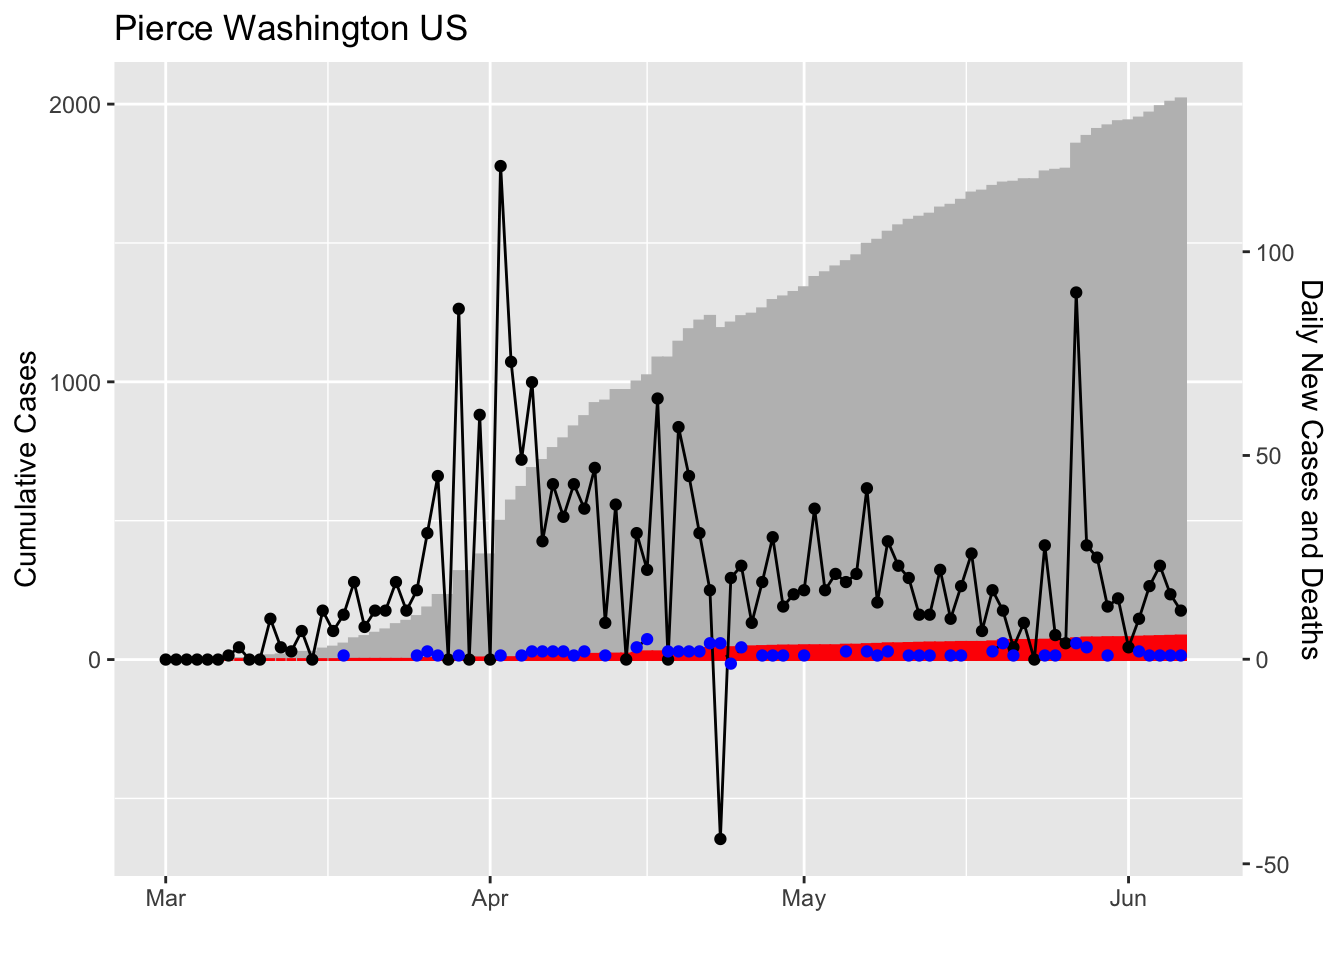 Pierce Washington US
Cumulative Cases
2000
1000
0
100
50
0
-50
Daily New Cases and Deaths
Mar
Apr
May
Jun